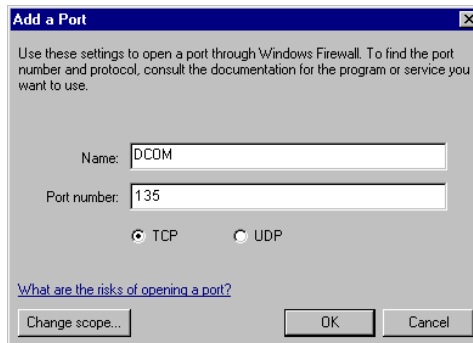 Add a Port
Use these settings to open a port through Windows Firewall. To find the port
number and protocol, consult the documentation for the program or service you
want to use.
Name: DCOM
Port number: 135
TCP UDP
What are the risks of opening a port?
Change scope... OK Cancel